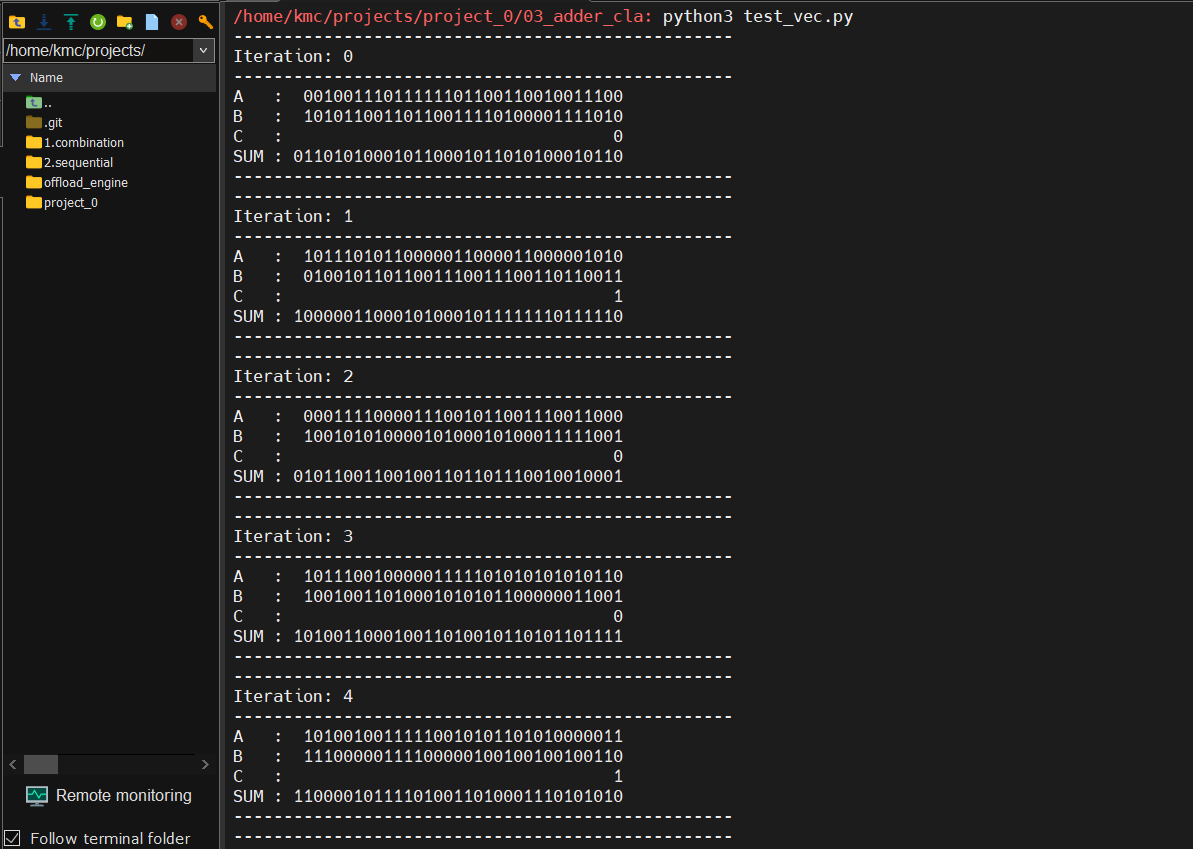 /home/kmc/projects/
Name
..
.git
1.combination
2.sequential
offload_engine
project_0
Remote monitoring
Follow terminal folder
/home/kmc/projects/project_0/03_adder_cla: python3 test_vec.py
--------------------------------------------------
Iteration: 0
--------------------------------------------------
A   :  00100111011111101100110010011100
B   :  10101100110110011110100001111010
C   :                                 0
SUM : 011010100010110001011010100010110
--------------------------------------------------
--------------------------------------------------
Iteration: 1
--------------------------------------------------
A   :  10111010110000011000011000001010
B   :  01001011011001110011100110110011
C   :                                 1
SUM : 100000110001010001011111110111110
--------------------------------------------------
--------------------------------------------------
Iteration: 2
--------------------------------------------------
A   :  00011110000111001011001110011000
B   :  10010101000010100010100011111001
C   :                                 0
SUM : 010110011001001101101110010010001
--------------------------------------------------
--------------------------------------------------
Iteration: 3
--------------------------------------------------
A   :  10111001000001111101010101010110
B   :  10010011010001010101100000011001
C   :                                 0
SUM : 101001100010011010010110101101111
--------------------------------------------------
--------------------------------------------------
Iteration: 4
--------------------------------------------------
A   :  10100100111110010101101010000011
B   :  11100000111100000100100100100110
C   :                                 1
SUM : 110000101111010011010001110101010
--------------------------------------------------
--------------------------------------------------